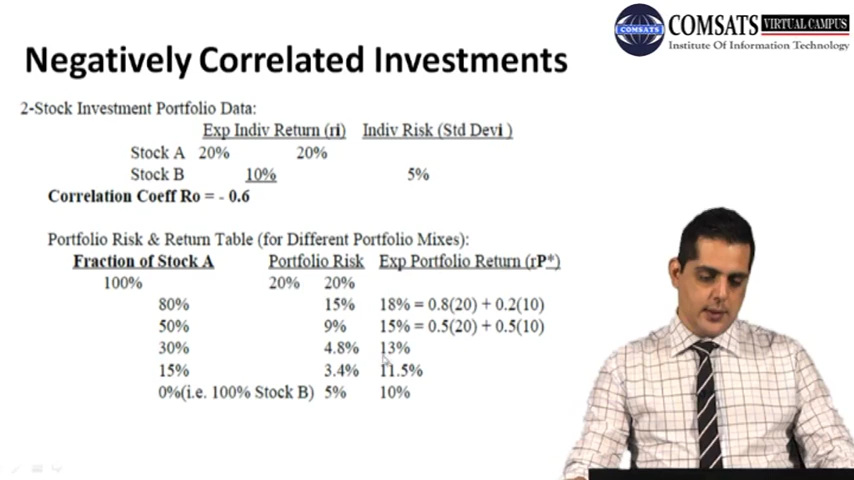 COMSATS VIRTUAL CAMPUS
COMSATS
Institute Of Information Technology
Negatively Correlated Investments
2-Stock Investment Portfolio Data:
Exp Indiv Return (ri) Indiv Risk (Std Devi )
Stock A 20% 20%
Stock B 10% 5%
Correlation Coeff Ro = - 0.6
Portfolio Risk & Return Table (for Different Portfolio Mixes):
Fraction of Stock A Portfolio Risk Exp Portfolio Return (rP*)
100% 20% 20%
80% 15% 18% = 0.8(20) + 0.2(10)
50% 9% 15% = 0.5(20) + 0.5(10)
30% 4.8% 13%
15% 3.4% 11.5%
0%(i.e. 100% Stock B) 5% 10%